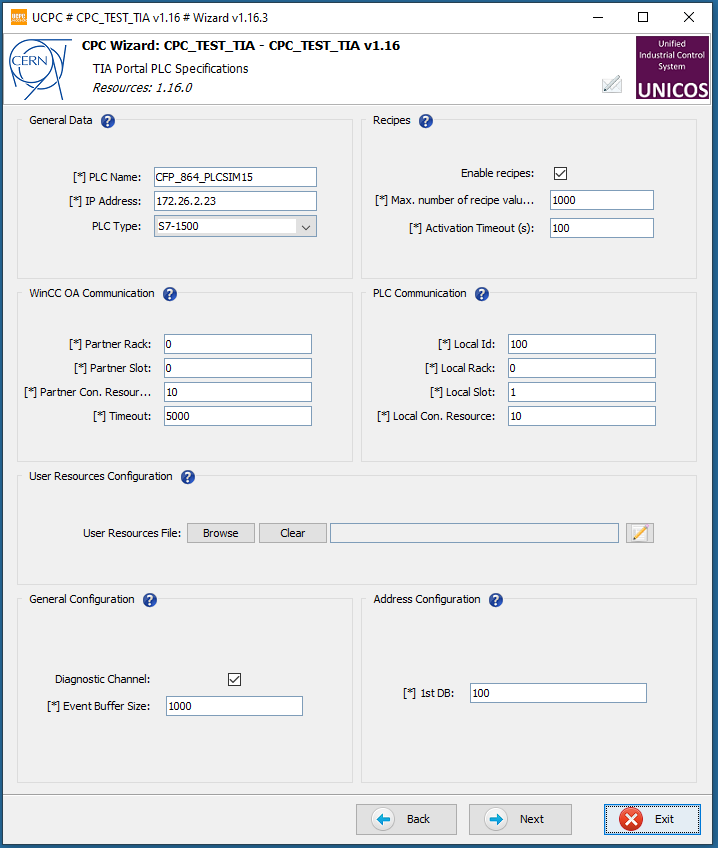 UCPC # CPC_TEST_TIA v1.16 # Wizard v1.16.3
CERN
CPC Wizard: CPC_TEST_TIA - CPC_TEST_TIA v1.16
TIA Portal PLC Specifications
Resources: 1.16.0
Unified
Industrial Control
System
UNICOS
General Data ?
[*] PLC Name: CFP_864_PLCSIM15
[*] IP Address: 172.26.2.23
PLC Type: S7-1500
Recipes ?
Enable recipes:
[*] Max. number of recipe valu... 1000
[*] Activation Timeout (s): 100
WinCC OA Communication ?
[*] Partner Rack: 0
[*] Partner Slot: 0
[*] Partner Con. Resour... 10
[*] Timeout: 5000
PLC Communication ?
[*] Local Id: 100
[*] Local Rack: 0
[*] Local Slot: 1
[*] Local Con. Resource: 10
User Resources Configuration ?
User Resources File: Browse Clear
General Configuration ?
Diagnostic Channel:
[*] Event Buffer Size: 1000
Address Configuration ?
[*] 1st DB: 100
Back Next Exit